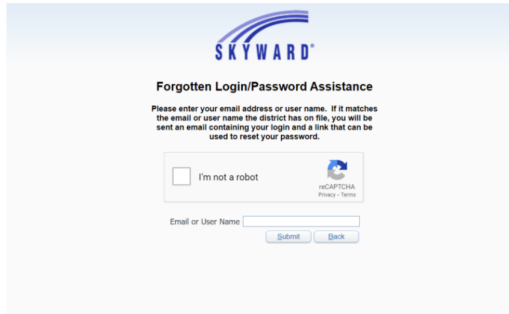 SKYWARD®
Forgotten Login/Password Assistance
Please enter your email address or user name. If it matches
the email or user name the district has on file, you will be
sent an email containing your login and a link that can be
used to reset your password.
I'm not a robot
reCAPTCHA
Privacy - Terms
Email or User Name
Submit Back